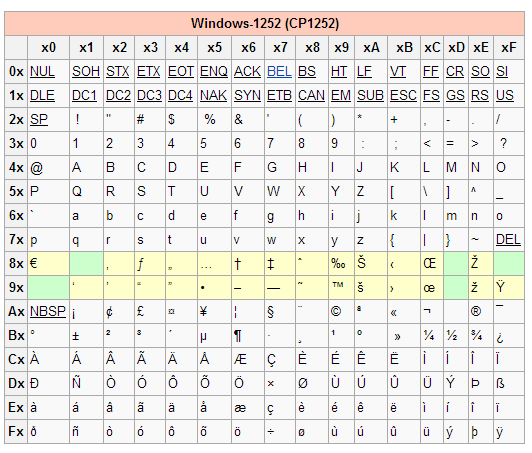 Windows-1252 (CP1252)
x0 x1 x2 x3 x4 x5 x6 x7 x8 x9 xA xB xC xD xE xF
0x NUL SOH STX ETX EOT ENQ ACK BEL BS HT LF VT FF CR SO SI
1x DLE DC1 DC2 DC3 DC4 NAK SYN ETB CAN EM SUB ESC FS GS RS US
2x SP ! " # $ % & ' ( ) * + , - . /
3x 0 1 2 3 4 5 6 7 8 9 : ; < = > ?
4x @ A B C D E F G H I J K L M N O
5x P Q R S T U V W X Y Z [ \ ] ^ _
6x ` a b c d e f g h i j k l m n o
7x p q r s t u v w x y z { | } ~ DEL
8x € ‚ ƒ „ … † ‡ ˆ ‰ Š ‹ Œ Ž
9x ‘ ’ “ ” • – — ˜ ™ š › œ ž Ÿ
Ax NBSP ¡ ¢ £ ¤ ¥ ¦ § ¨ © ª « ¬ ® ¯
Bx ° ± ² ³ ´ µ ¶ · ¸ ¹ º » ¼ ½ ¾ ¿
Cx À Á Â Ã Ä Å Æ Ç È É Ê Ë Ì Í Î Ï
Dx Ð Ñ Ò Ó Ô Õ Ö × Ø Ù Ú Û Ü Ý Þ ß
Ex à á â ã ä å æ ç è é ê ë ì í î ï
Fx ð ñ ò ó ô õ ö ÷ ø ù ú û ü ý þ ÿ